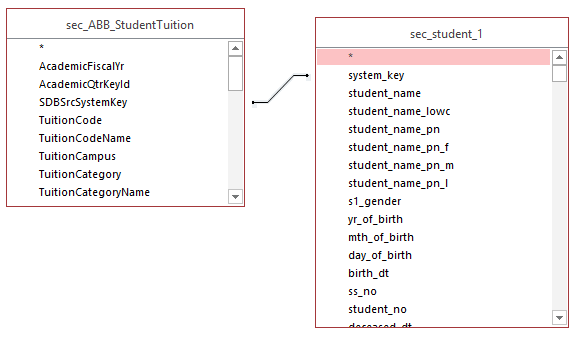 sec_ABB_StudentTuition
*
AcademicFiscalYr
AcademicQtrKeyId
SDBSrcSystemKey
TuitionCode
TuitionCodeName
TuitionCampus
TuitionCategory
TuitionCategoryName
sec_student_1
*
system_key
student_name
student_name_lowc
student_name_pn
student_name_pn_f
student_name_pn_m
student_name_pn_l
s1_gender
yr_of_birth
mth_of_birth
day_of_birth
birth_dt
ss_no
student_no
deceased_dt